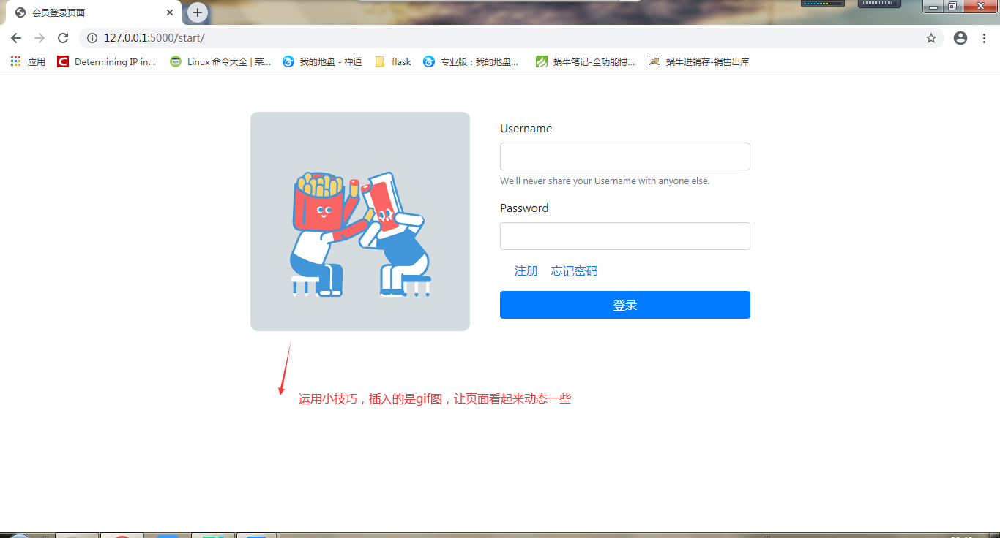 会员登录页面
127.0.0.1:5000/start/
应用
Determining IP in...
Linux 命令大全 | 菜...
我的地盘 - 禅道
flask
专业版：我的地盘...
蜗牛笔记-全功能博...
蜗牛进销存-销售出库
Username
We'll never share your Username with anyone else.
Password
注册 忘记密码
登录
运用小技巧，插入的是gif图，让页面看起来动态一些